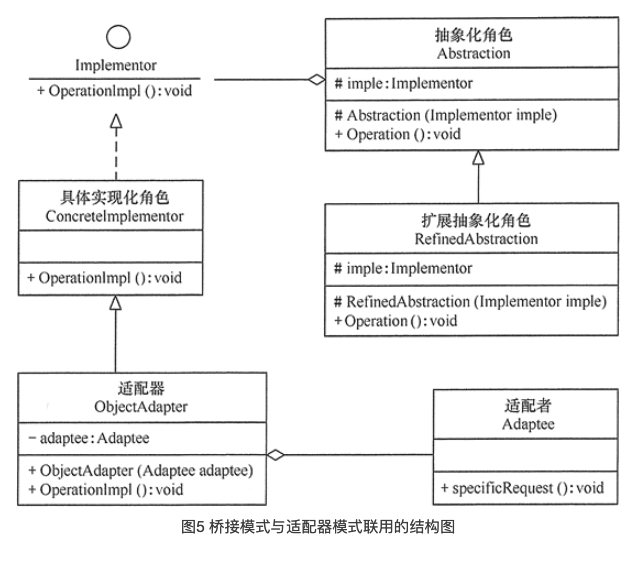 Implementor
+ OperationImpl ( ) : void
抽象化角色
Abstraction
# imple : Implementor
# Abstraction (Implementor imple)
+ Operation ( ) : void
具体实现化角色
ConcreteImplementor
+ OperationImpl ( ) : void
扩展抽象化角色
RefinedAbstraction
# imple : Implementor
# RefinedAbstraction (Implementor imple)
+ Operation ( ) : void
适配器
ObjectAdapter
− adaptee : Adaptee
+ ObjectAdapter (Adaptee adaptee)
+ OperationImpl ( ) : void
适配者
Adaptee
+ specificRequest ( ) : void
图5 桥接模式与适配器模式联用的结构图